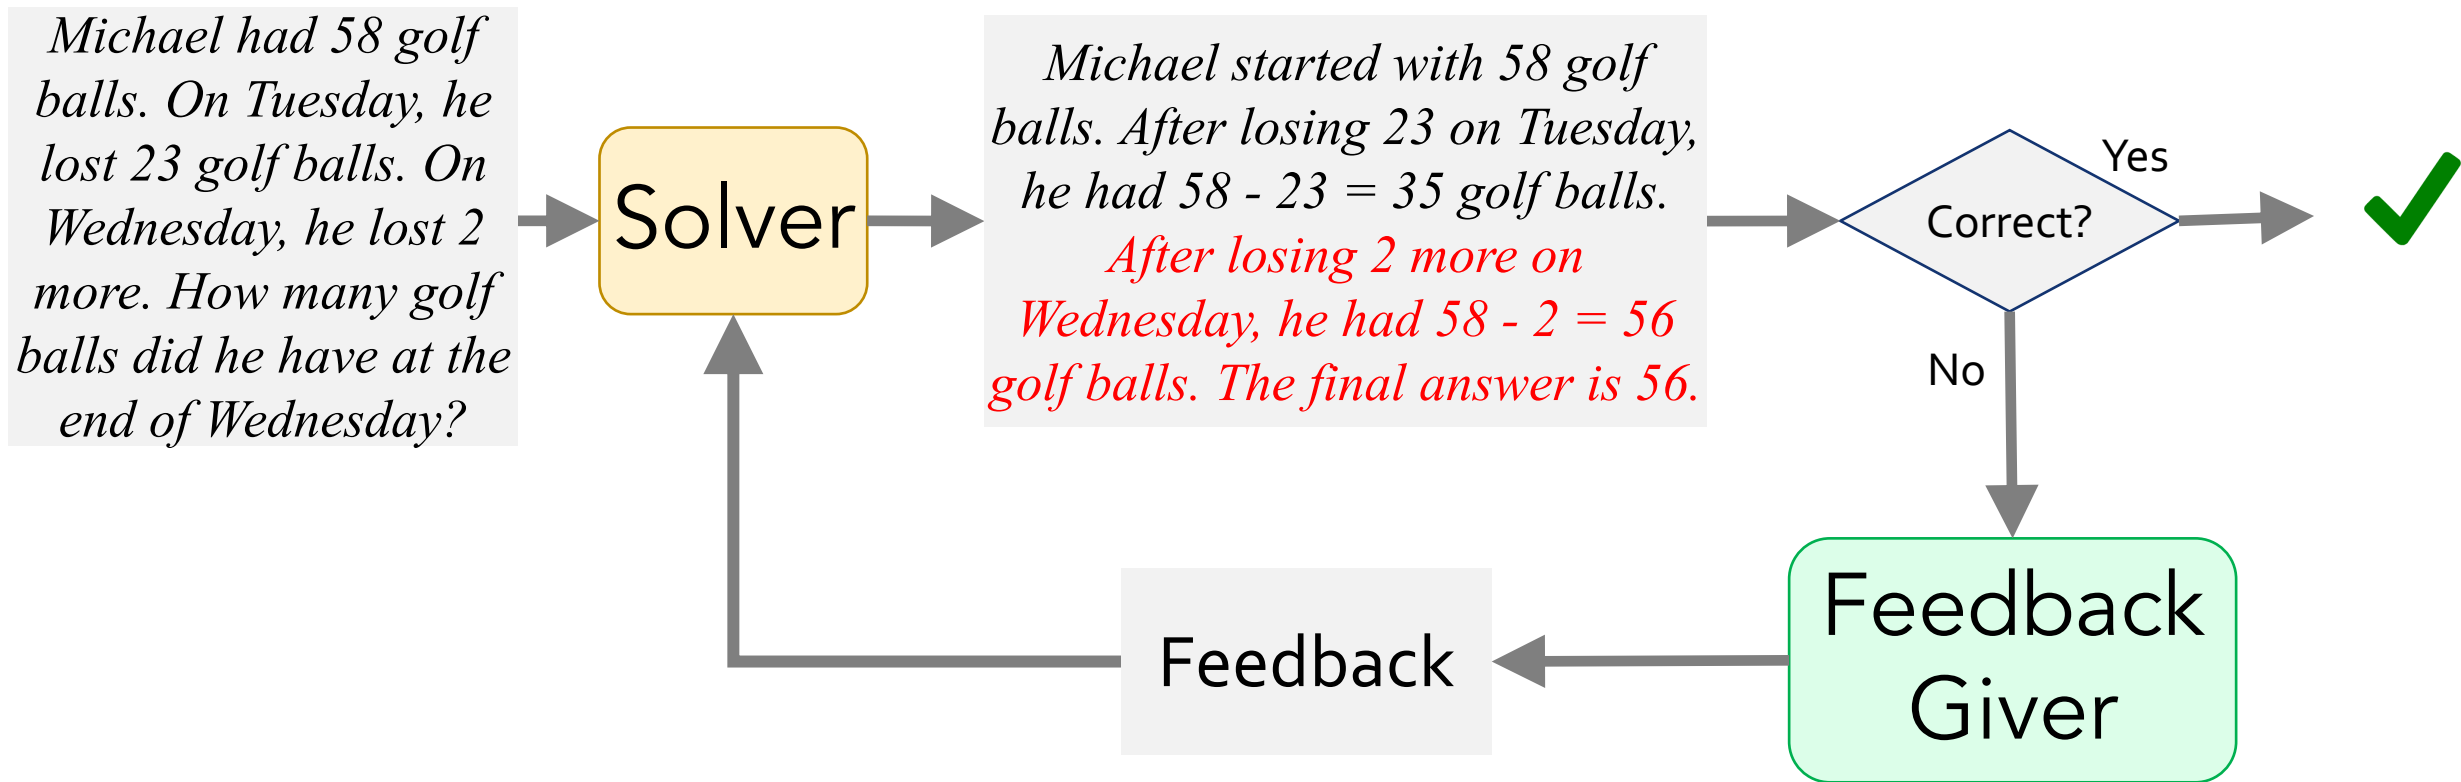 Michael had 58 golf
balls. On Tuesday, he
lost 23 golf balls. On
Wednesday, he lost 2
more. How many golf
balls did he have at the
end of Wednesday?
Solver
Michael started with 58 golf
balls. After losing 23 on Tuesday,
he had 58 - 23 = 35 golf balls.
After losing 2 more on
Wednesday, he had 58 - 2 = 56
golf balls. The final answer is 56.
Correct?
Yes
No
Feedback
Giver
Feedback